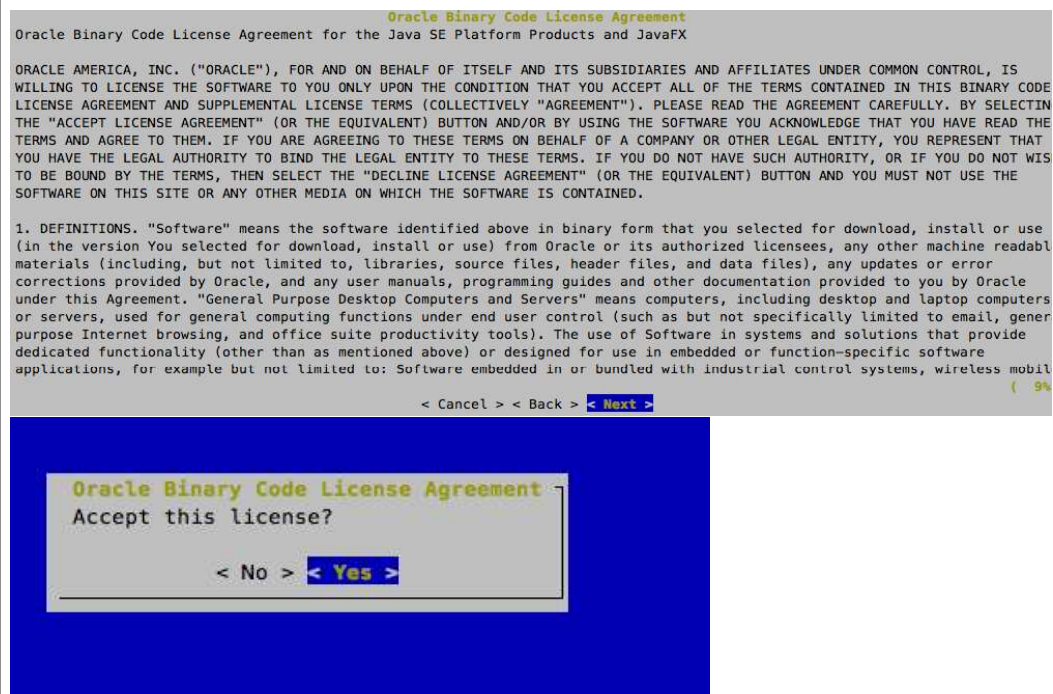 Oracle Binary Code License Agreement
Oracle Binary Code License Agreement for the Java SE Platform Products and JavaFX
ORACLE AMERICA, INC. ("ORACLE"), FOR AND ON BEHALF OF ITSELF AND ITS SUBSIDIARIES AND AFFILIATES UNDER COMMON CONTROL, IS
WILLING TO LICENSE THE SOFTWARE TO YOU ONLY UPON THE CONDITION THAT YOU ACCEPT ALL OF THE TERMS CONTAINED IN THIS BINARY CODE
LICENSE AGREEMENT AND SUPPLEMENTAL LICENSE TERMS (COLLECTIVELY "AGREEMENT"). PLEASE READ THE AGREEMENT CAREFULLY. BY SELECTIN
THE "ACCEPT LICENSE AGREEMENT" (OR THE EQUIVALENT) BUTTON AND/OR BY USING THE SOFTWARE YOU ACKNOWLEDGE THAT YOU HAVE READ THE
TERMS AND AGREE TO THEM. IF YOU ARE AGREEING TO THESE TERMS ON BEHALF OF A COMPANY OR OTHER LEGAL ENTITY, YOU REPRESENT THAT
YOU HAVE THE LEGAL AUTHORITY TO BIND THE LEGAL ENTITY TO THESE TERMS. IF YOU DO NOT HAVE SUCH AUTHORITY, OR IF YOU DO NOT WIS
TO BE BOUND BY THE TERMS, THEN SELECT THE "DECLINE LICENSE AGREEMENT" (OR THE EQUIVALENT) BUTTON AND YOU MUST NOT USE THE
SOFTWARE ON THIS SITE OR ANY OTHER MEDIA ON WHICH THE SOFTWARE IS CONTAINED.
1. DEFINITIONS. "Software" means the software identified above in binary form that you selected for download, install or use
(in the version You selected for download, install or use) from Oracle or its authorized licensees, any other machine readabl
materials (including, but not limited to, libraries, source files, header files, and data files), any updates or error
corrections provided by Oracle, and any user manuals, programming guides and other documentation provided to you by Oracle
under this Agreement. "General Purpose Desktop Computers and Servers" means computers, including desktop and laptop computers
or servers, used for general computing functions under end user control (such as but not specifically limited to email, gener
purpose Internet browsing, and office suite productivity tools). The use of Software in systems and solutions that provide
dedicated functionality (other than as mentioned above) or designed for use in embedded or function-specific software
applications, for example but not limited to: Software embedded in or bundled with industrial control systems, wireless mobil
( 9%
< Cancel > < Back > < Next >
Oracle Binary Code License Agreement
Accept this license?
< No > < Yes >